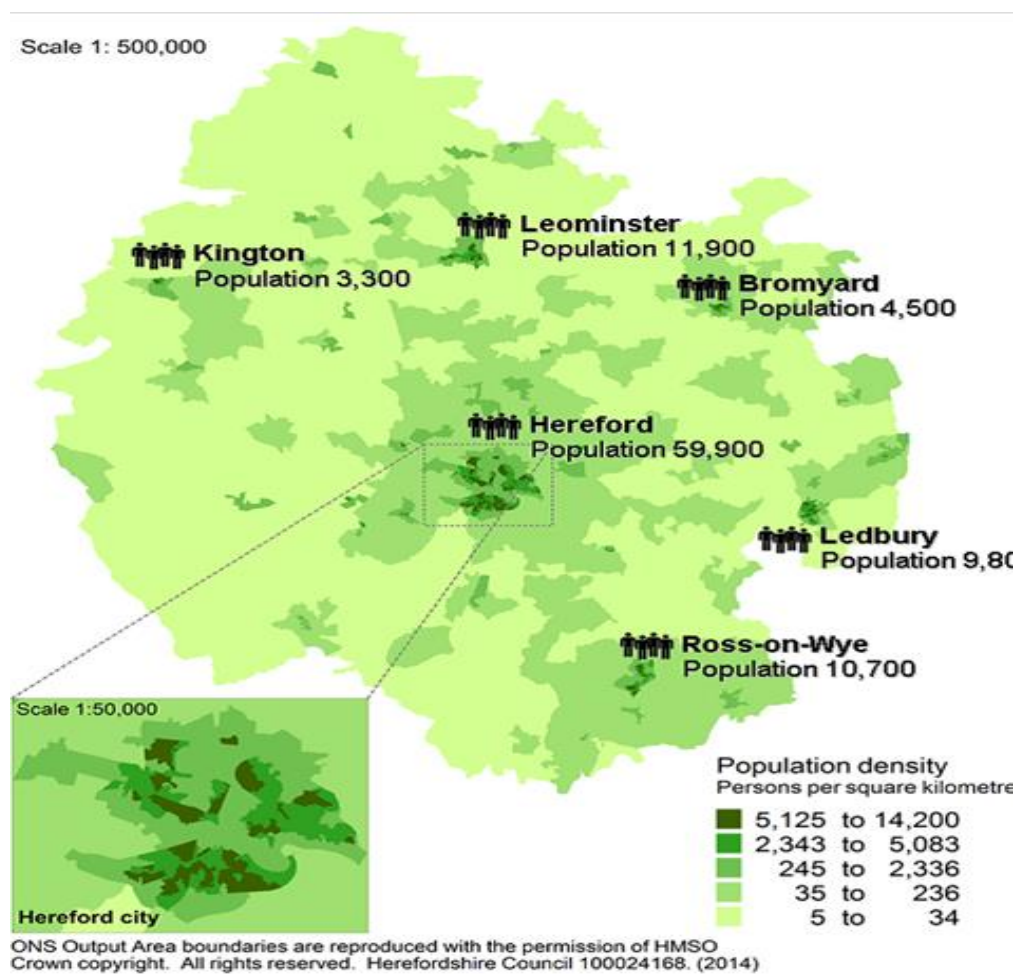 Scale 1: 500,000
Leominster
Population 11,900
Kington
Population 3,300
Bromyard
Population 4,500
Hereford
Population 59,900
Ledbury
Population 9,80
Ross-on-Wye
Population 10,700
Scale 1:50,000
Hereford city
Population density
Persons per square kilometre
5,125 to 14,200
2,343 to 5,083
245 to 2,336
35 to 236
5 to 34
ONS Output Area boundaries are reproduced with the permission of HMSO
Crown copyright. All rights reserved. Herefordshire Council 100024168. (2014)